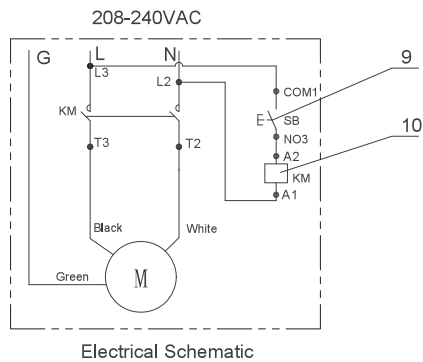 208-240VAC
G L N
L3
L2
COM1
9
KM
E SB
NO3
10
T3
T2
A2
KM
A1
Black
White
Green
M
Electrical Schematic